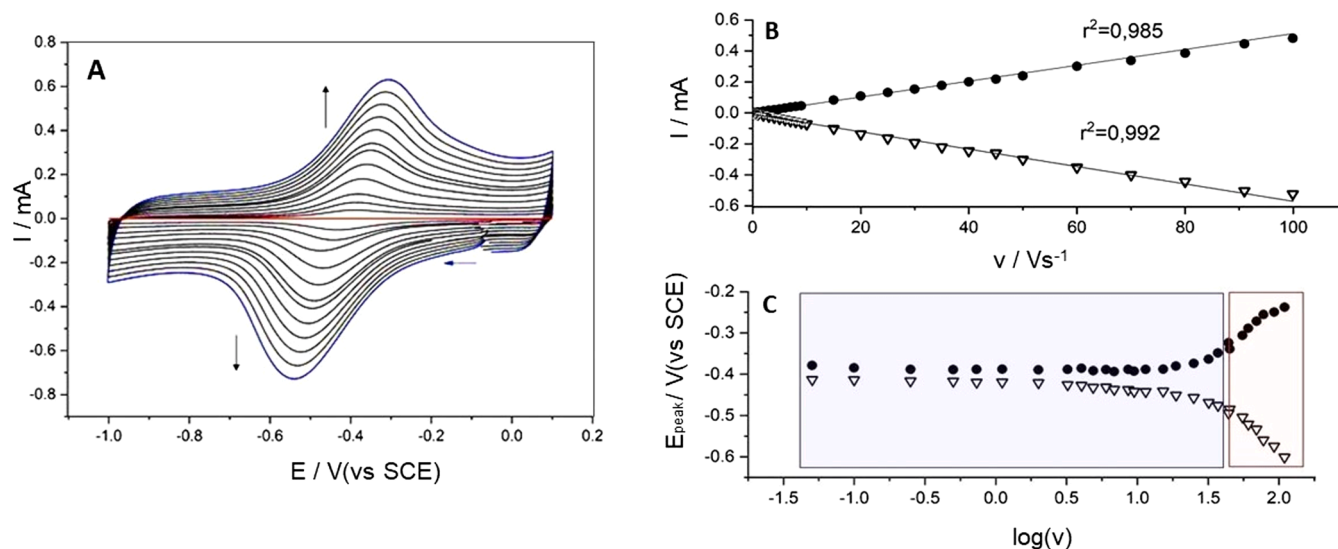 A
I / mA
0.8
0.6
0.4
0.2
0.0
-0.2
-0.4
-0.6
-0.8
-1.0 -0.8 -0.6 -0.4 -0.2 0.0 0.2
E / V(vs SCE)
B
r²=0,985
r²=0,992
I / mA
0.6
0.4
0.2
0.0
-0.2
-0.4
-0.6
0 20 40 60 80 100
v / Vs⁻¹
C
E_peak / V(vs SCE)
-0.2
-0.3
-0.4
-0.5
-0.6
-1.5 -1.0 -0.5 0.0 0.5 1.0 1.5 2.0
log(v)